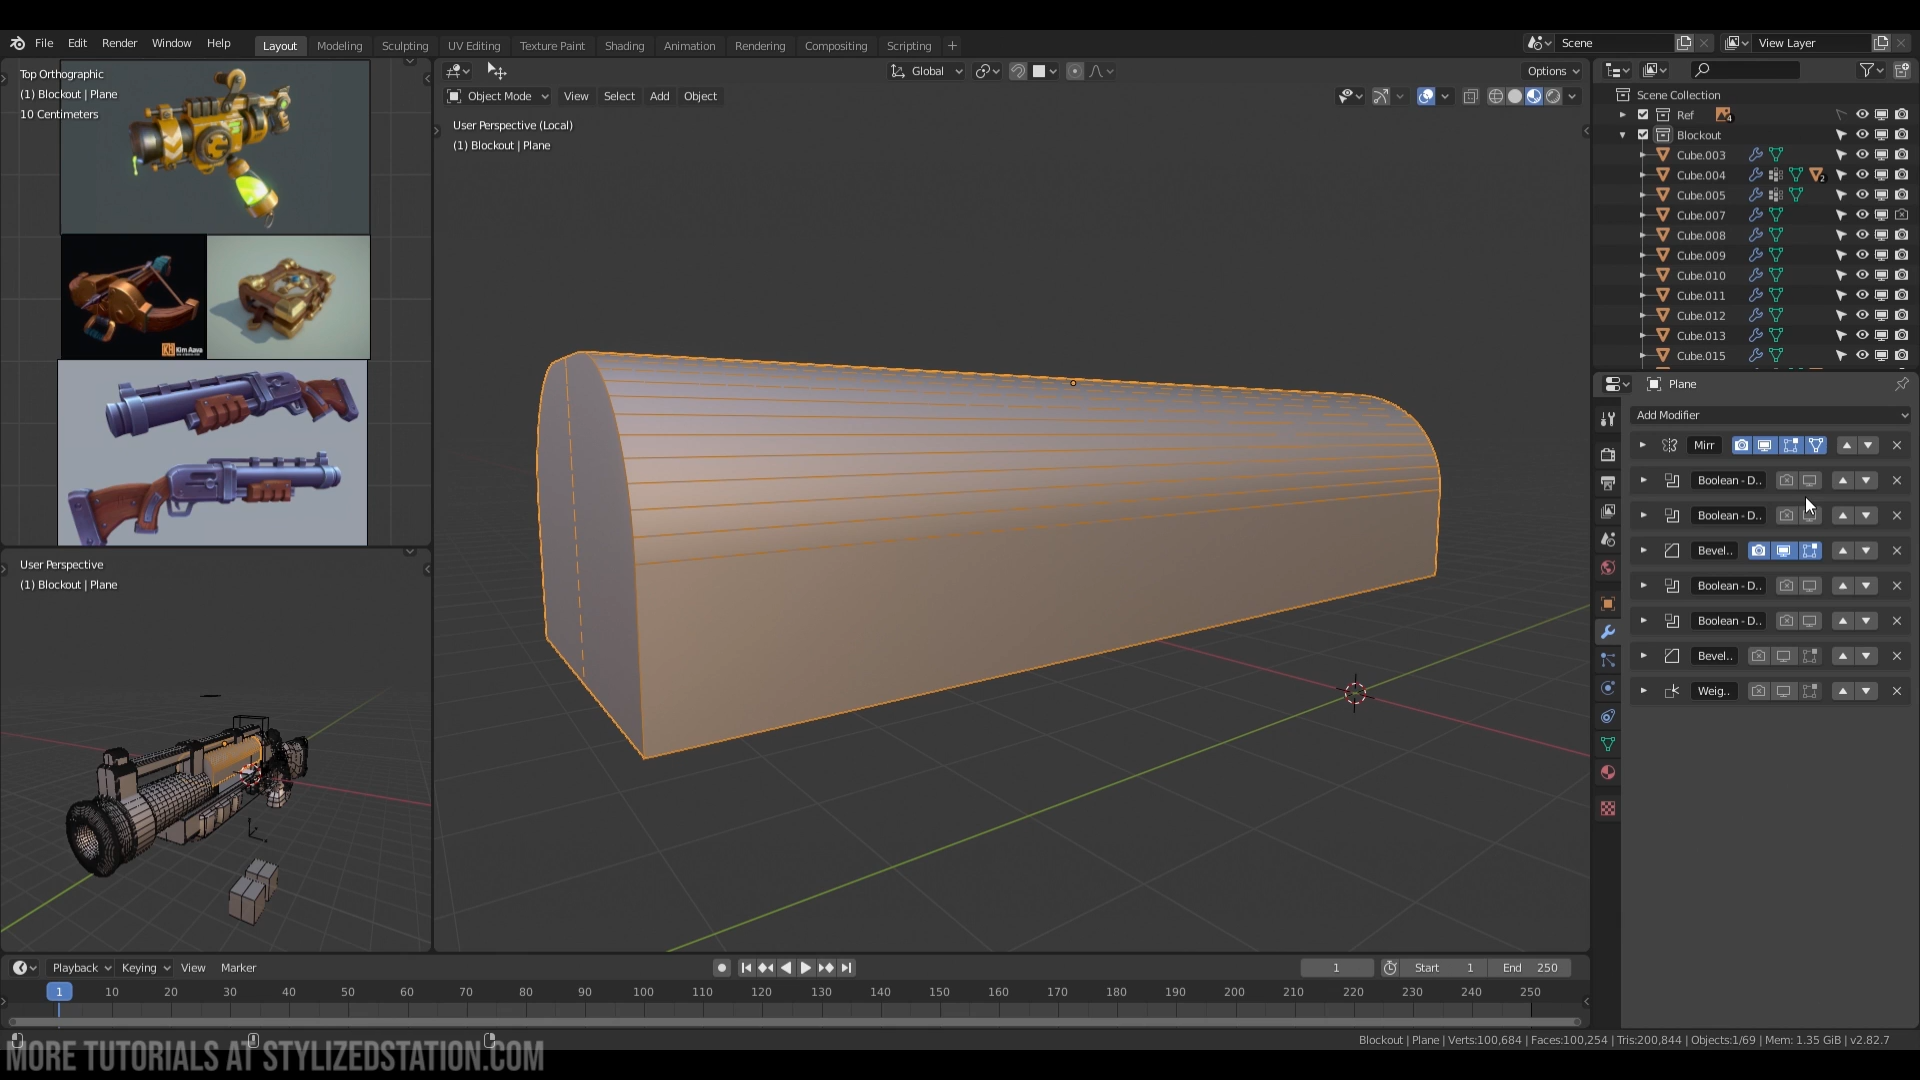 File Edit Render Window Help
Layout Modeling Sculpting UV Editing Texture Paint Shading Animation Rendering Compositing Scripting +
Scene
View Layer
Top Orthographic
(1) Blockout | Plane
10 Centimeters
Kim Aava
User Perspective
(1) Blockout | Plane
Global
Options
Object Mode View Select Add Object
User Perspective (Local)
(1) Blockout | Plane
Scene Collection
Ref 4
Blockout
Cube.003
Cube.004 2
Cube.005
Cube.007
Cube.008
Cube.009
Cube.010
Cube.011
Cube.012
Cube.013
Cube.015
Plane
Add Modifier
Mirr
Boolean - D..
Boolean - D..
Bevel..
Boolean - D..
Boolean - D..
Bevel..
Weig..
Playback Keying View Marker
1 Start 1 End 250
1 10 20 30 40 50 60 70 80 90 100 110 120 130 140 150 160 170 180 190 200 210 220 230 240 250
MORE TUTORIALS AT STYLIZEDSTATION.COM
Blockout | Plane | Verts:100,684 | Faces:100,254 | Tris:200,844 | Objects:1/69 | Mem: 1.35 GiB | v2.82.7